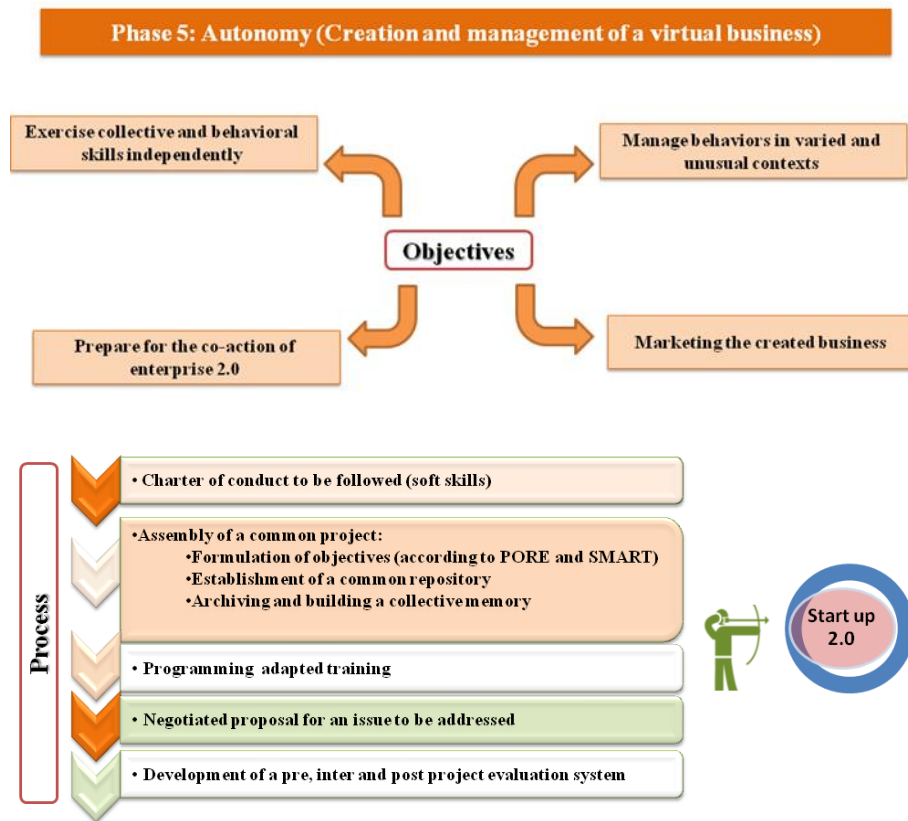 Phase 5: Autonomy (Creation and management of a virtual business)
Exercise collective and behavioral
skills independently
Manage behaviors in varied and
unusual contexts
Objectives
Prepare for the co-action of
enterprise 2.0
Marketing the created business
Process
• Charter of conduct to be followed (soft skills)
•Assembly of a common project:
•Formulation of objectives (according to PORE and SMART)
•Establishment of a common repository
•Archiving and building a collective memory
• Programming adapted training
• Negotiated proposal for an issue to be addressed
• Development of a pre, inter and post project evaluation system
Start up
2.0